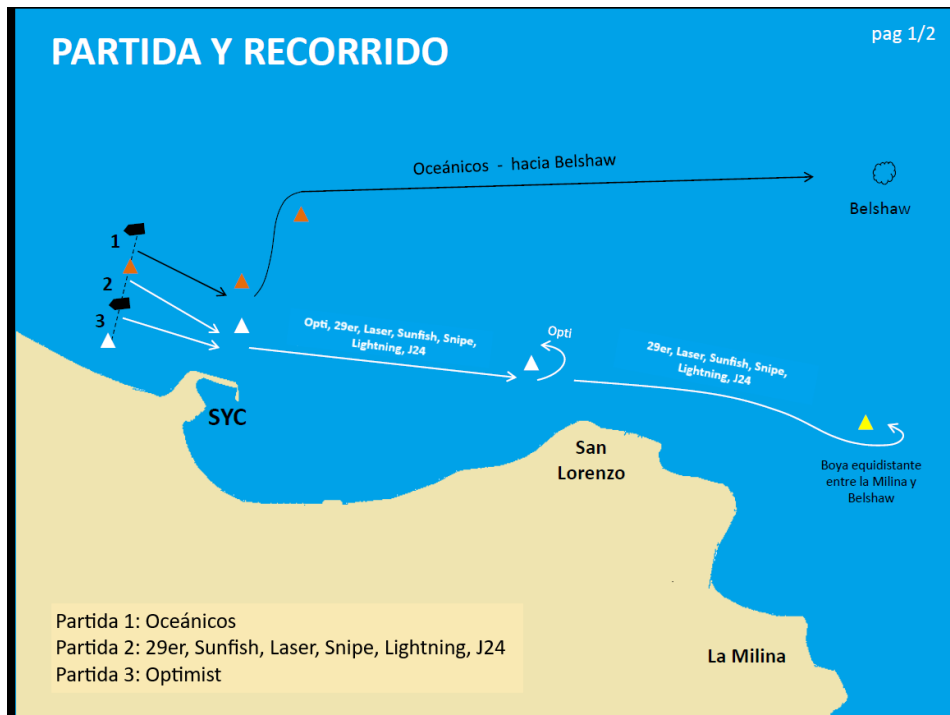 PARTIDA Y RECORRIDO
pag 1/2
Oceánicos - hacia Belshaw
Belshaw
1
2
3
Opti, 29er, Laser, Sunfish, Snipe,
Lightning, J24
Opti
29er, Laser, Sunfish, Snipe,
Lightning, J24
SYC
San
Lorenzo
Boya equidistante
entre la Milina y
Belshaw
Partida 1: Oceánicos
Partida 2: 29er, Sunfish, Laser, Snipe, Lightning, J24
Partida 3: Optimist
La Milina